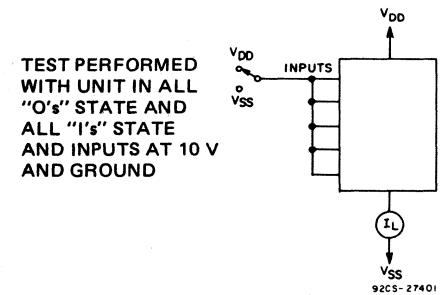 TEST PERFORMED
WITH UNIT IN ALL
"O's" STATE AND
ALL "I's" STATE
AND INPUTS AT 10 V
AND GROUND
VDD
VSS
INPUTS
VDD
IL
VSS
92CS-27401